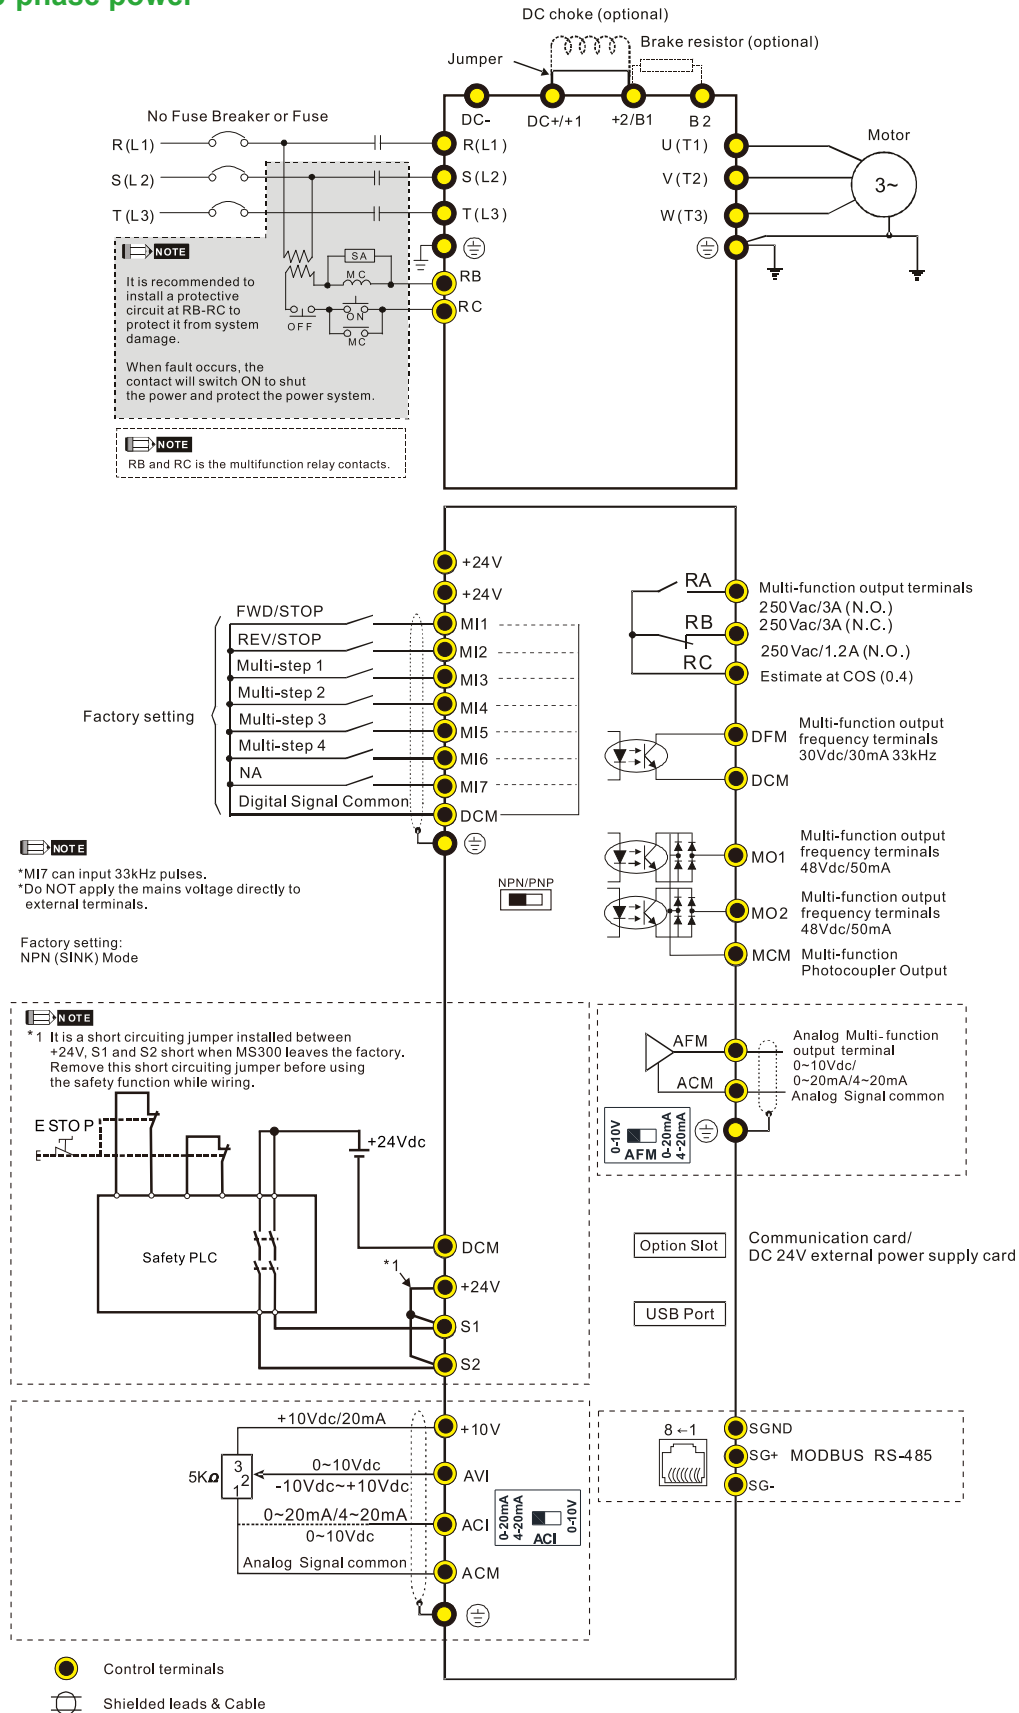 phase power
DC choke (optional)
Brake resistor (optional)
Jumper
DC-
DC+/+1
+2/B1
B2
No Fuse Breaker or Fuse
Motor
R(L1)
R(L1)
U(T1)
S(L2)
S(L2)
V(T2)
3~
T(L3)
T(L3)
W(T3)
NOTE
It is recommended to
install a protective
circuit at RB-RC to
protect it from system
damage.
When fault occurs, the
contact will switch ON to shut
the power and protect the power system.
SA
MC
RB
OFF
ON
RC
MC
NOTE
RB and RC is the multifunction relay contacts.
+24V
+24V
FWD/STOP
MI1
REV/STOP
MI2
Multi-step 1
MI3
Multi-step 2
MI4
Factory setting
Multi-step 3
MI5
Multi-step 4
MI6
NA
MI7
Digital Signal Common
DCM
RA
Multi-function output terminals
250Vac/3A (N.O.)
RB
250Vac/3A (N.C.)
250Vac/1.2A (N.O.)
RC
Estimate at COS (0.4)
DFM
Multi-function output
frequency terminals
30Vdc/30mA 33kHz
DCM
NOTE
*MI7 can input 33kHz pulses.
*Do NOT apply the mains voltage directly to
external terminals.
Factory setting:
NPN (SINK) Mode
NPN/PNP
MO1
Multi-function output
frequency terminals
48Vdc/50mA
MO2
Multi-function output
frequency terminals
48Vdc/50mA
MCM
Multi-function
Photocoupler Output
NOTE
*1 It is a short circuiting jumper installed between
+24V, S1 and S2 short when MS300 leaves the factory.
Remove this short circuiting jumper before using
the safety function while wiring.
ESTOP
+24Vdc
Safety PLC
DCM
*1
+24V
S1
S2
AFM
Analog Multi-function
output terminal
0~10Vdc/
0~20mA/4~20mA
ACM
Analog Signal common
0-10V
AFM
0-20mA
4-20mA
Option Slot
Communication card/
DC 24V external power supply card
USB Port
+10Vdc/20mA
+10V
5KΩ
3
2
1
0~10Vdc
AVI
-10Vdc~+10Vdc
0~20mA/4~20mA
ACI
0~10Vdc
Analog Signal common
ACM
0-20mA
4-20mA
ACI
0-10V
8←1
SGND
SG+
MODBUS RS-485
SG-
Control terminals
Shielded leads & Cable